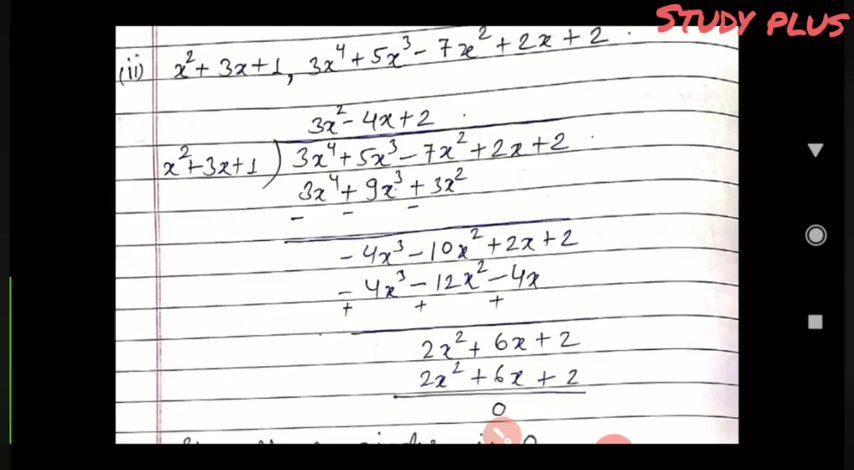 STUDY PLUS
(ii) x²+3x+1, 3x⁴+5x³-7x²+2x+2.
3x²-4x+2
x²+3x+1) 3x⁴+5x³-7x²+2x+2
3x⁴+9x³+3x²
- - -
-4x³-10x²+2x+2
-4x³-12x²-4x
+ + +
2x²+6x+2
2x²+6x+2
0